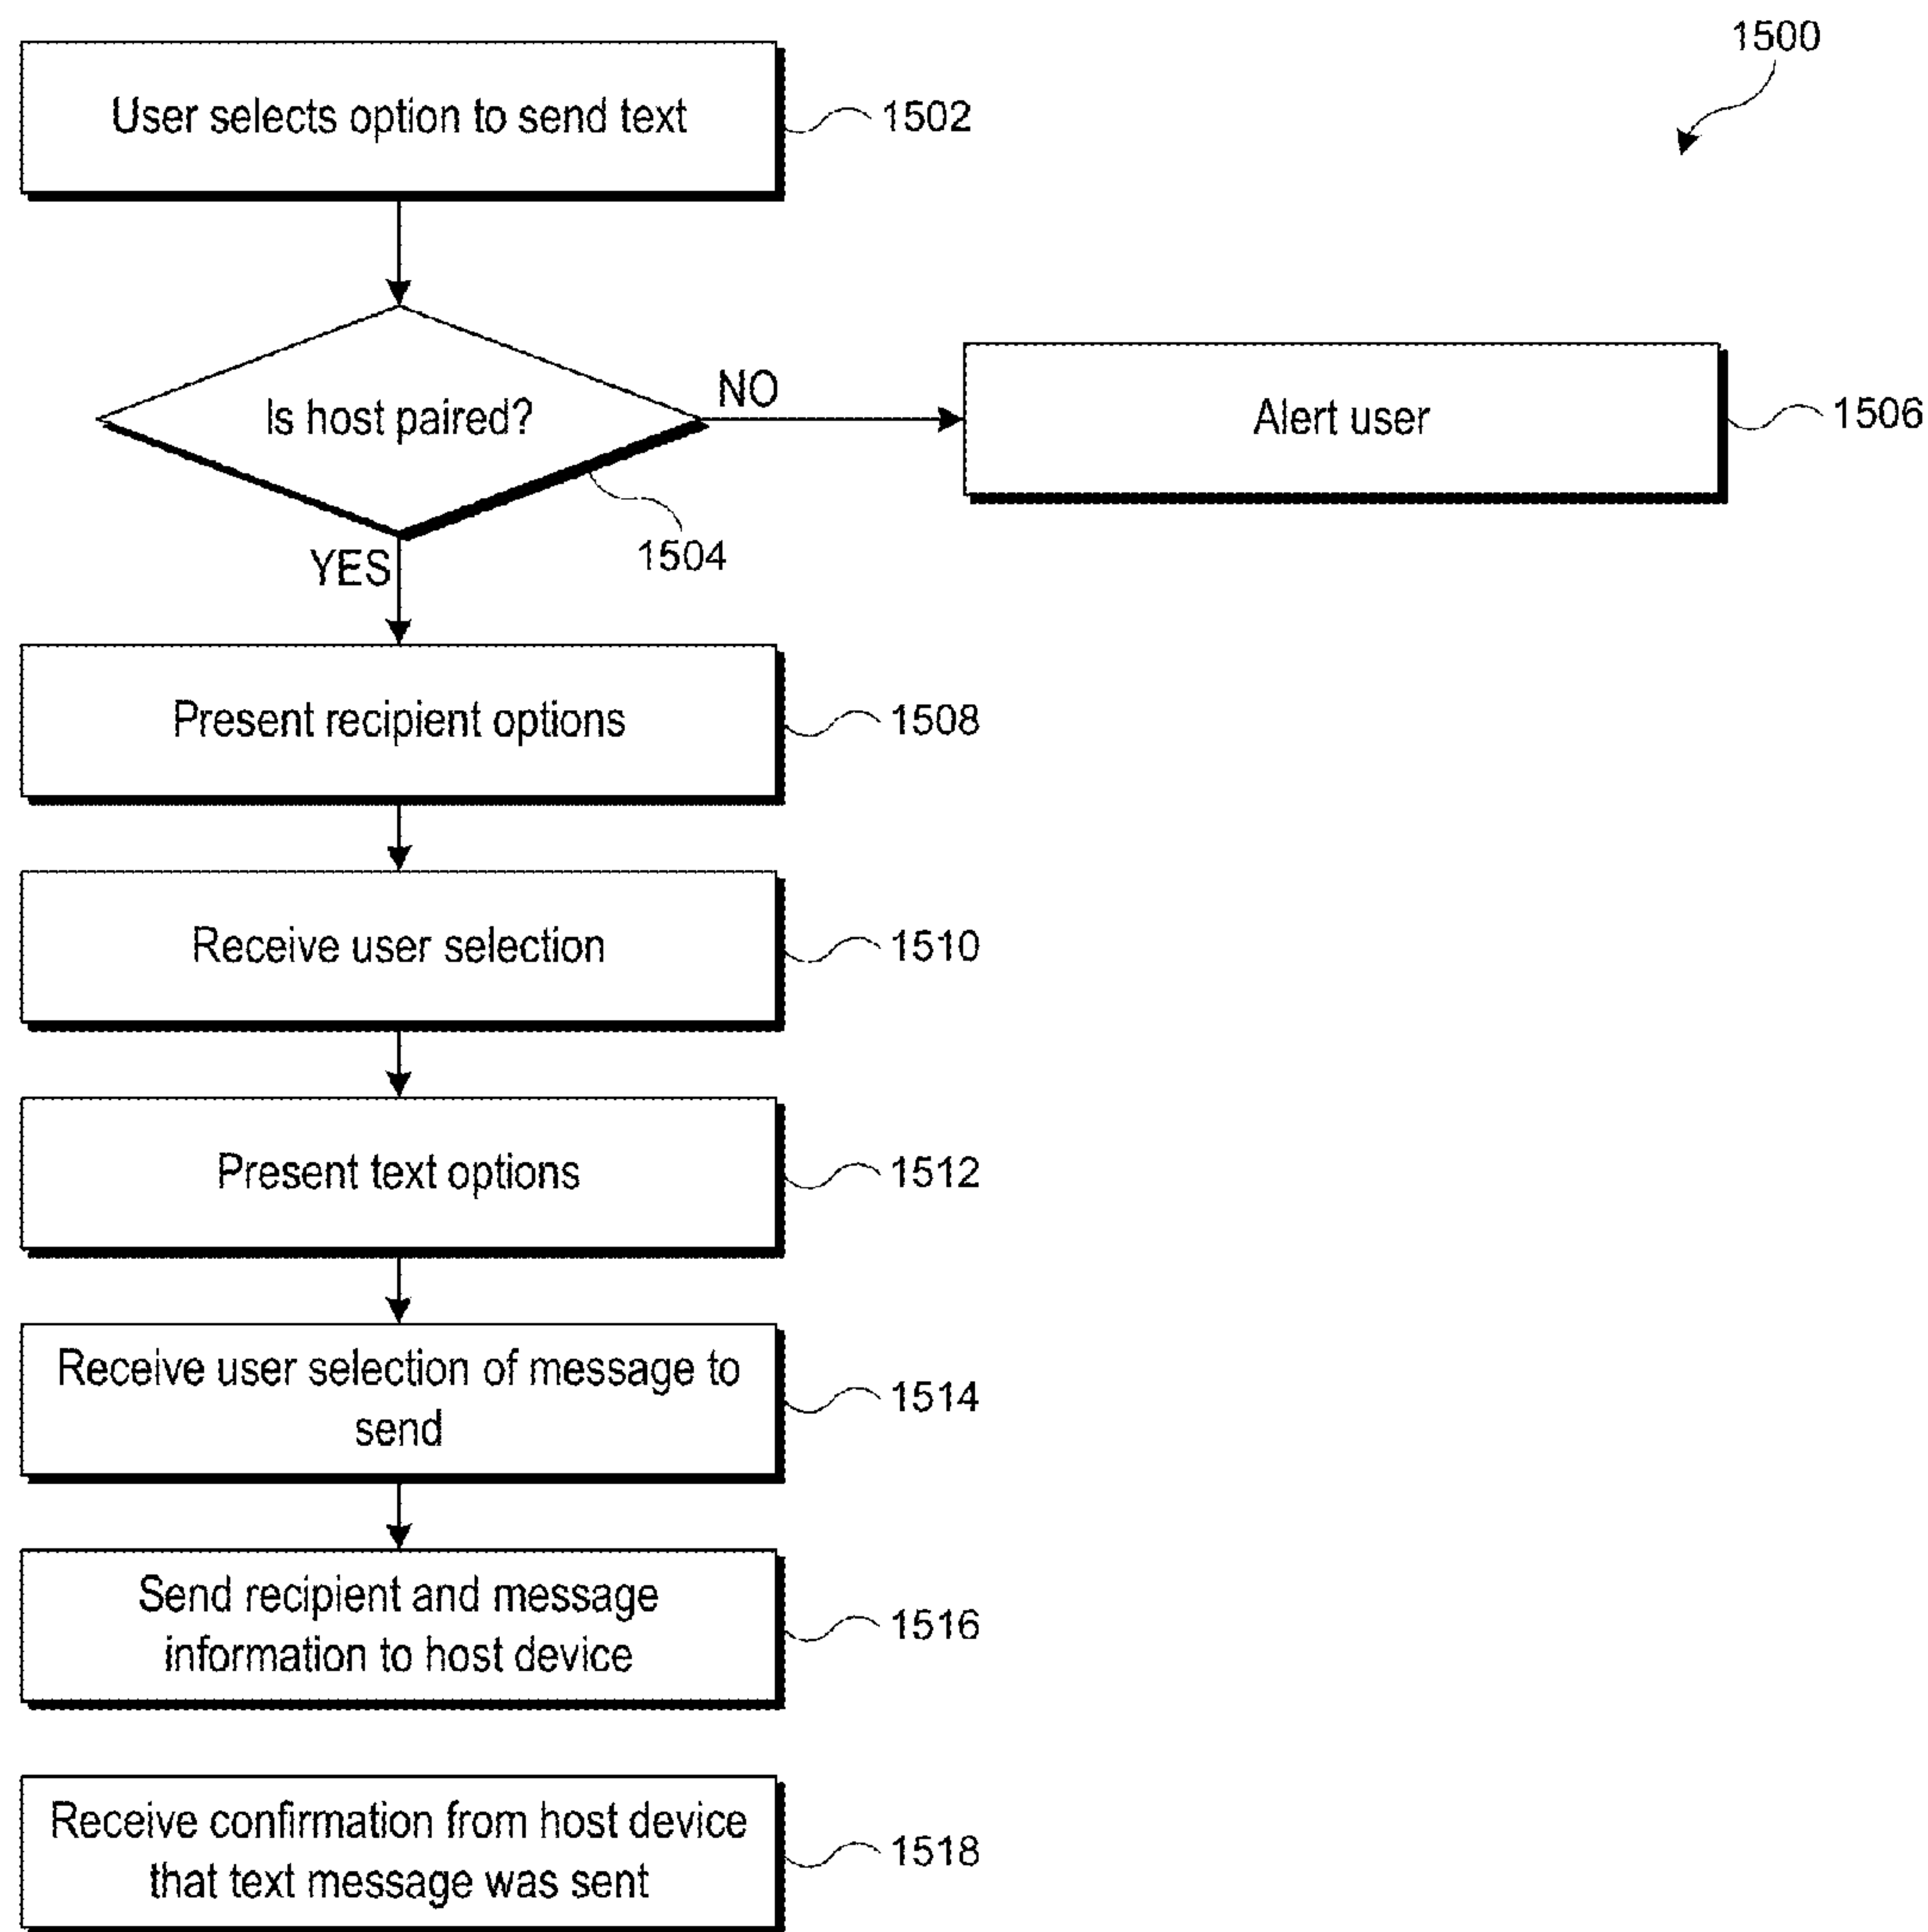 1500
User selects option to send text
1502
Is host paired?
NO
Alert user
1506
1504
YES
Present recipient options
1508
Receive user selection
1510
Present text options
1512
Receive user selection of message to
send
1514
Send recipient and message
information to host device
1516
Receive confirmation from host device
that text message was sent
1518